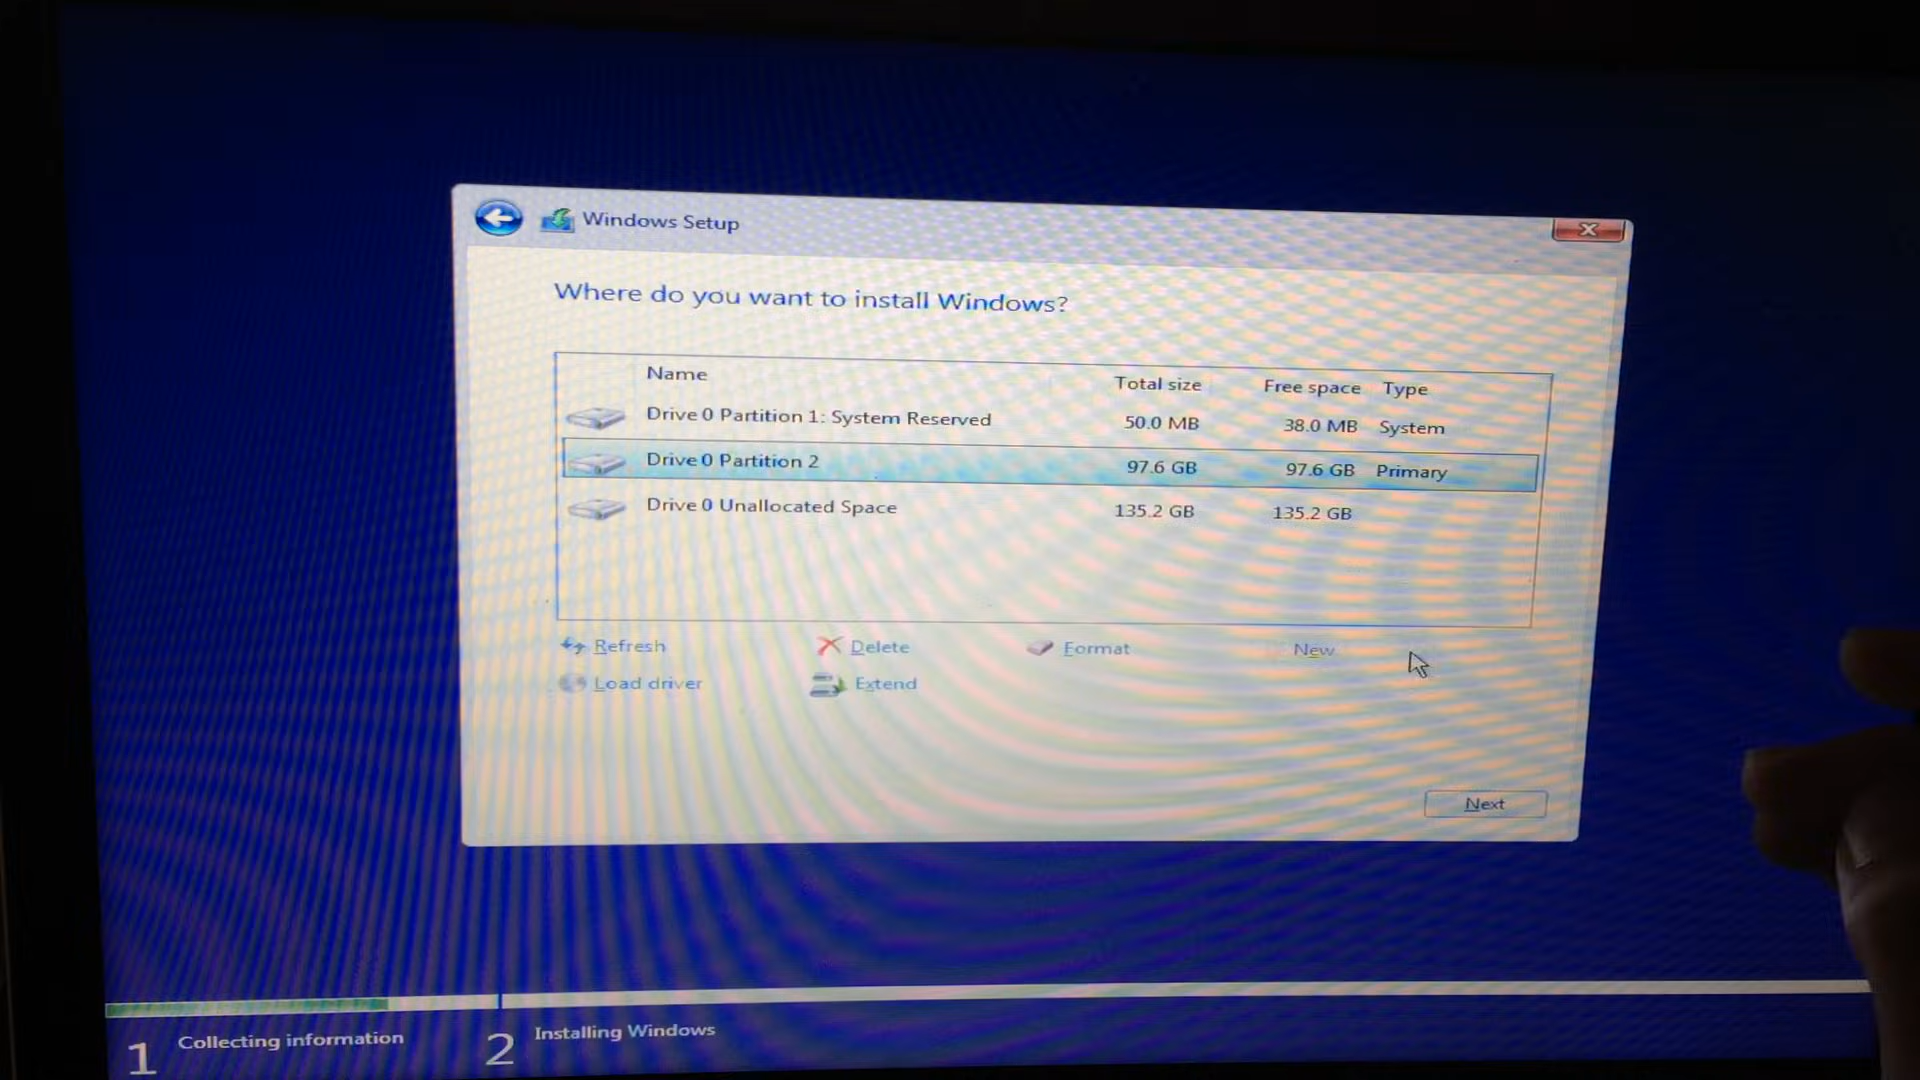 Windows Setup
X
Where do you want to install Windows?
Name Total size Free space Type
Drive 0 Partition 1: System Reserved 50.0 MB 38.0 MB System
Drive 0 Partition 2 97.6 GB 97.6 GB Primary
Drive 0 Unallocated Space 135.2 GB 135.2 GB
Refresh Delete Format New
Load driver Extend
Next
1 Collecting information 2 Installing Windows